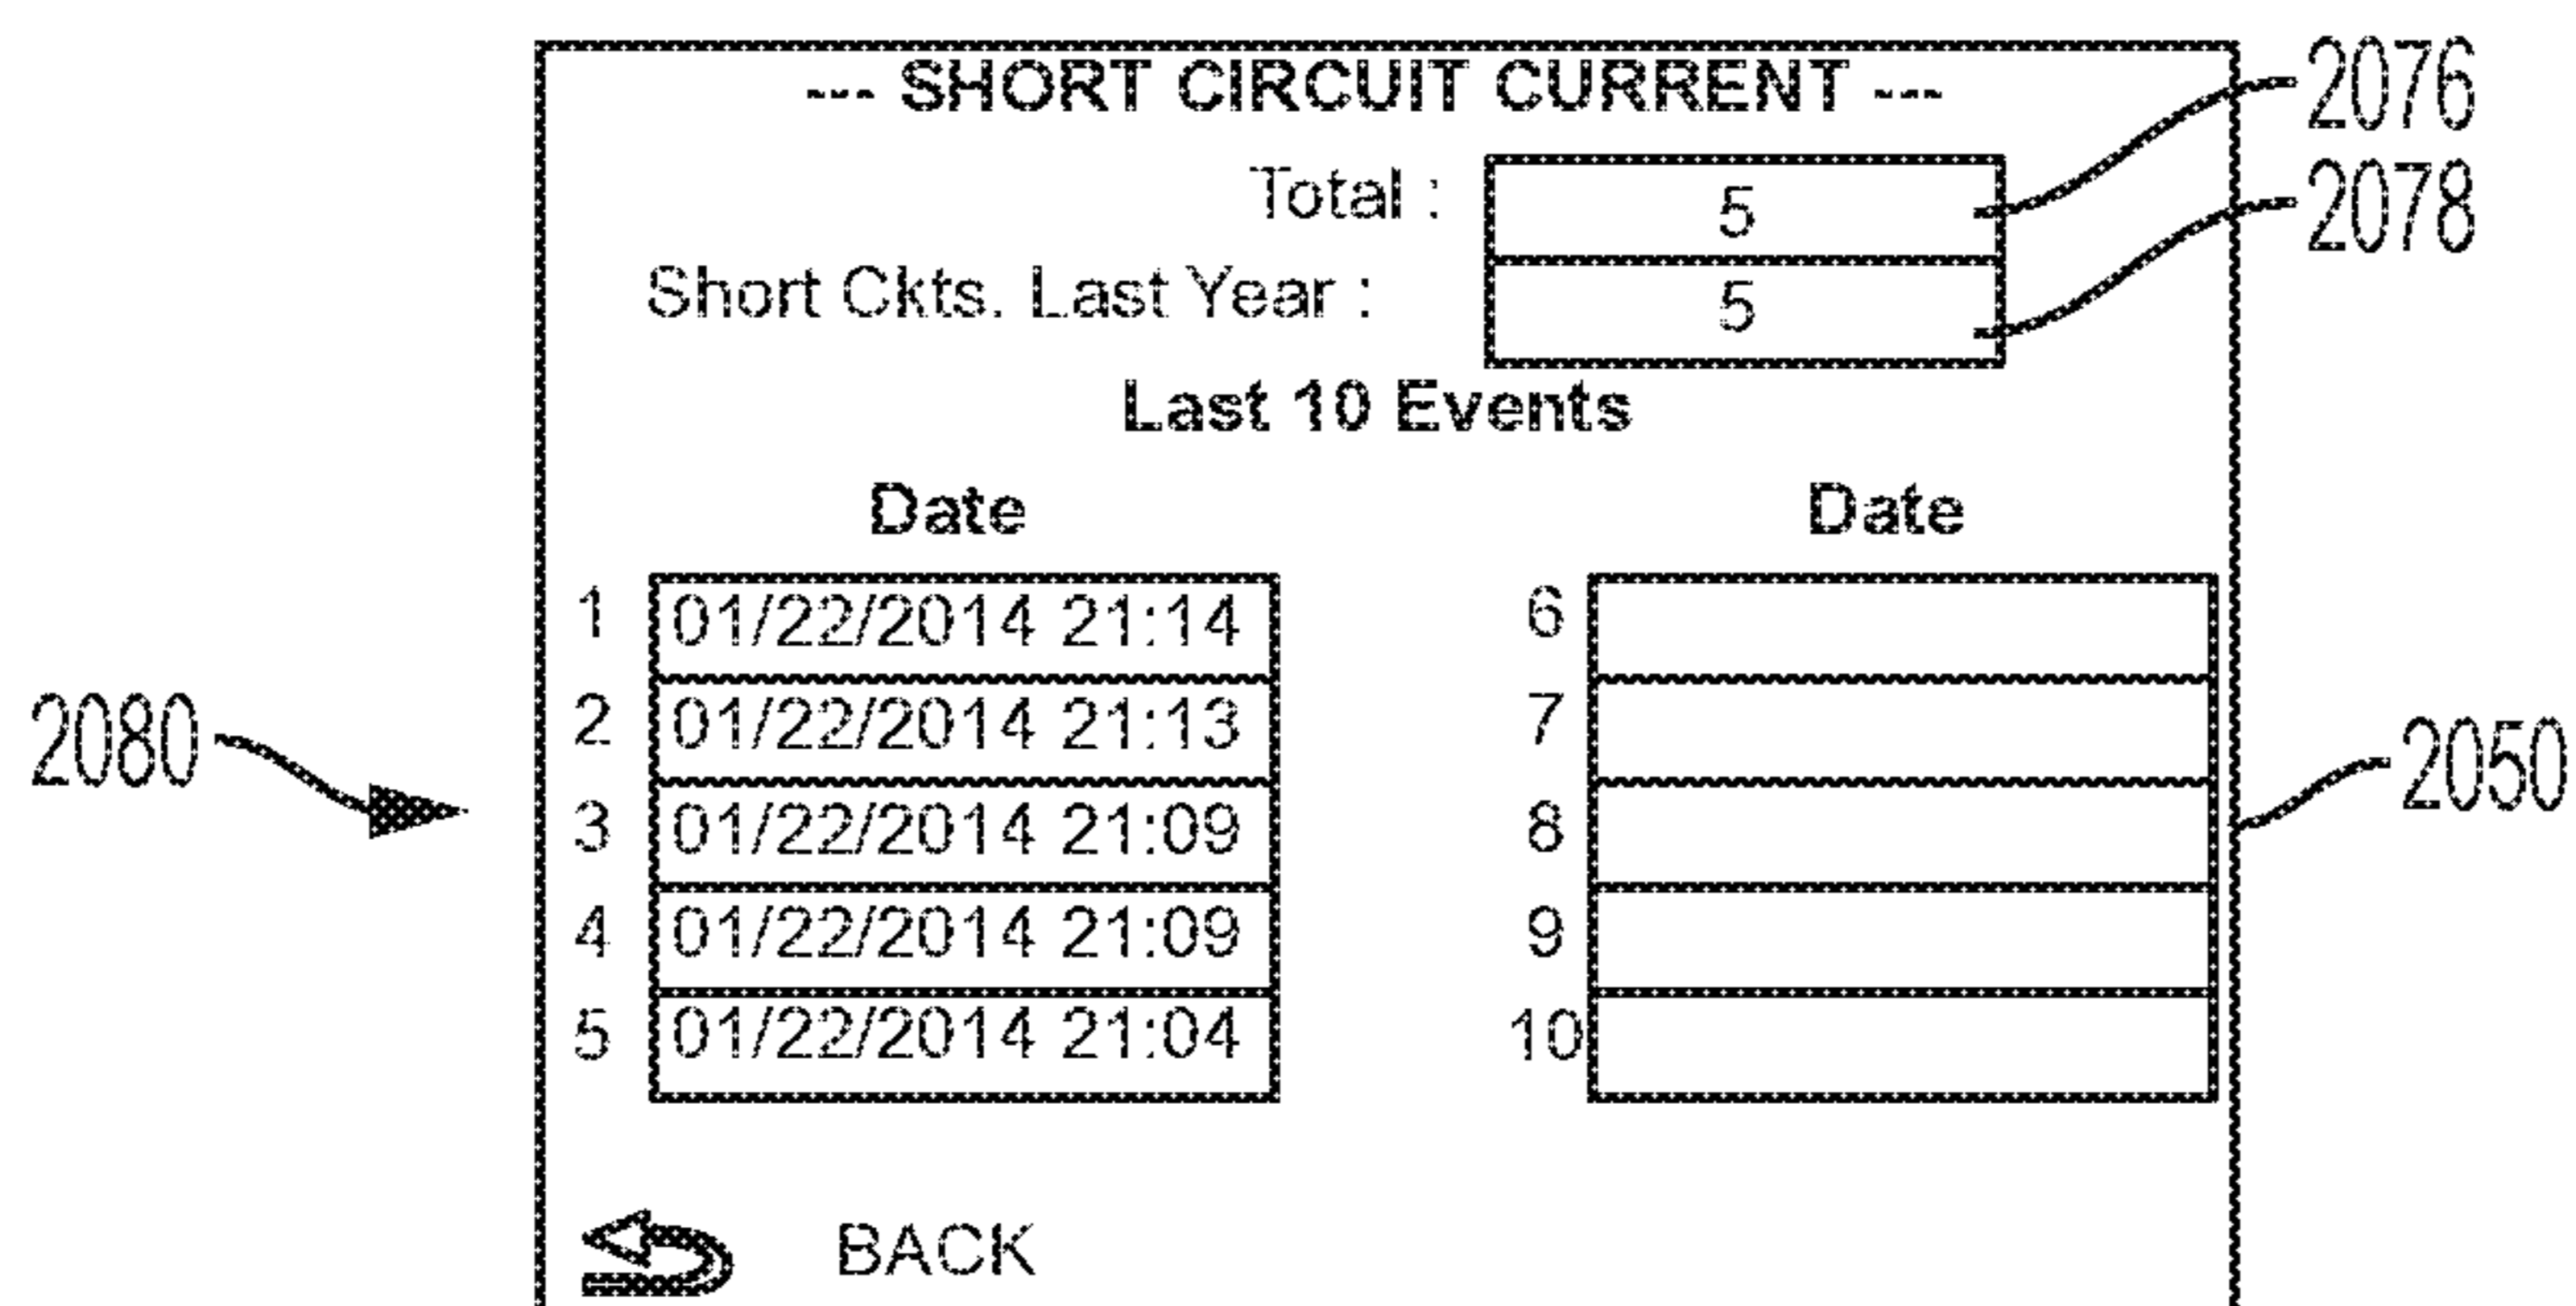 --- SHORT CIRCUIT CURRENT ---
2076
Total : 5
2078
Short Ckts. Last Year : 5
Last 10 Events
Date Date
1 01/22/2014 21:14 6
2 01/22/2014 21:13 7
2080
2050
3 01/22/2014 21:09 8
4 01/22/2014 21:09 9
5 01/22/2014 21:04 10
BACK